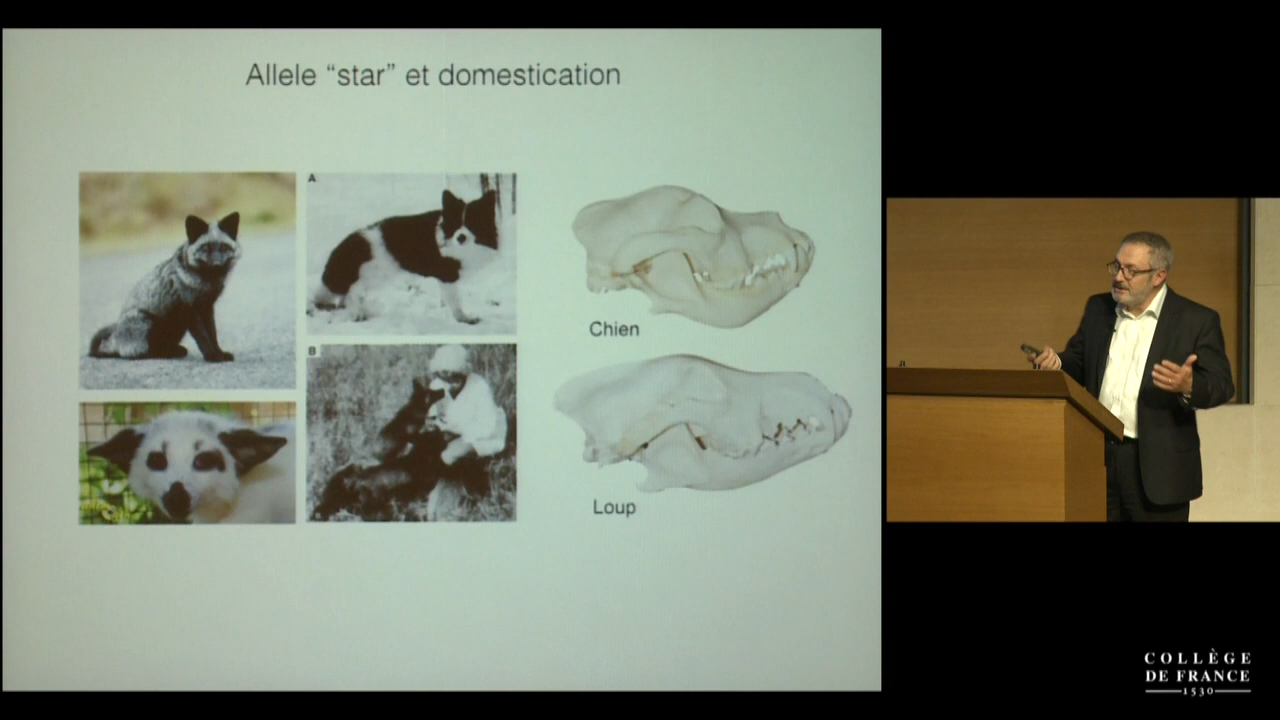 Allele “star” et domestication
A
B
Chien
Loup
COLLÈGE
DE FRANCE
1530